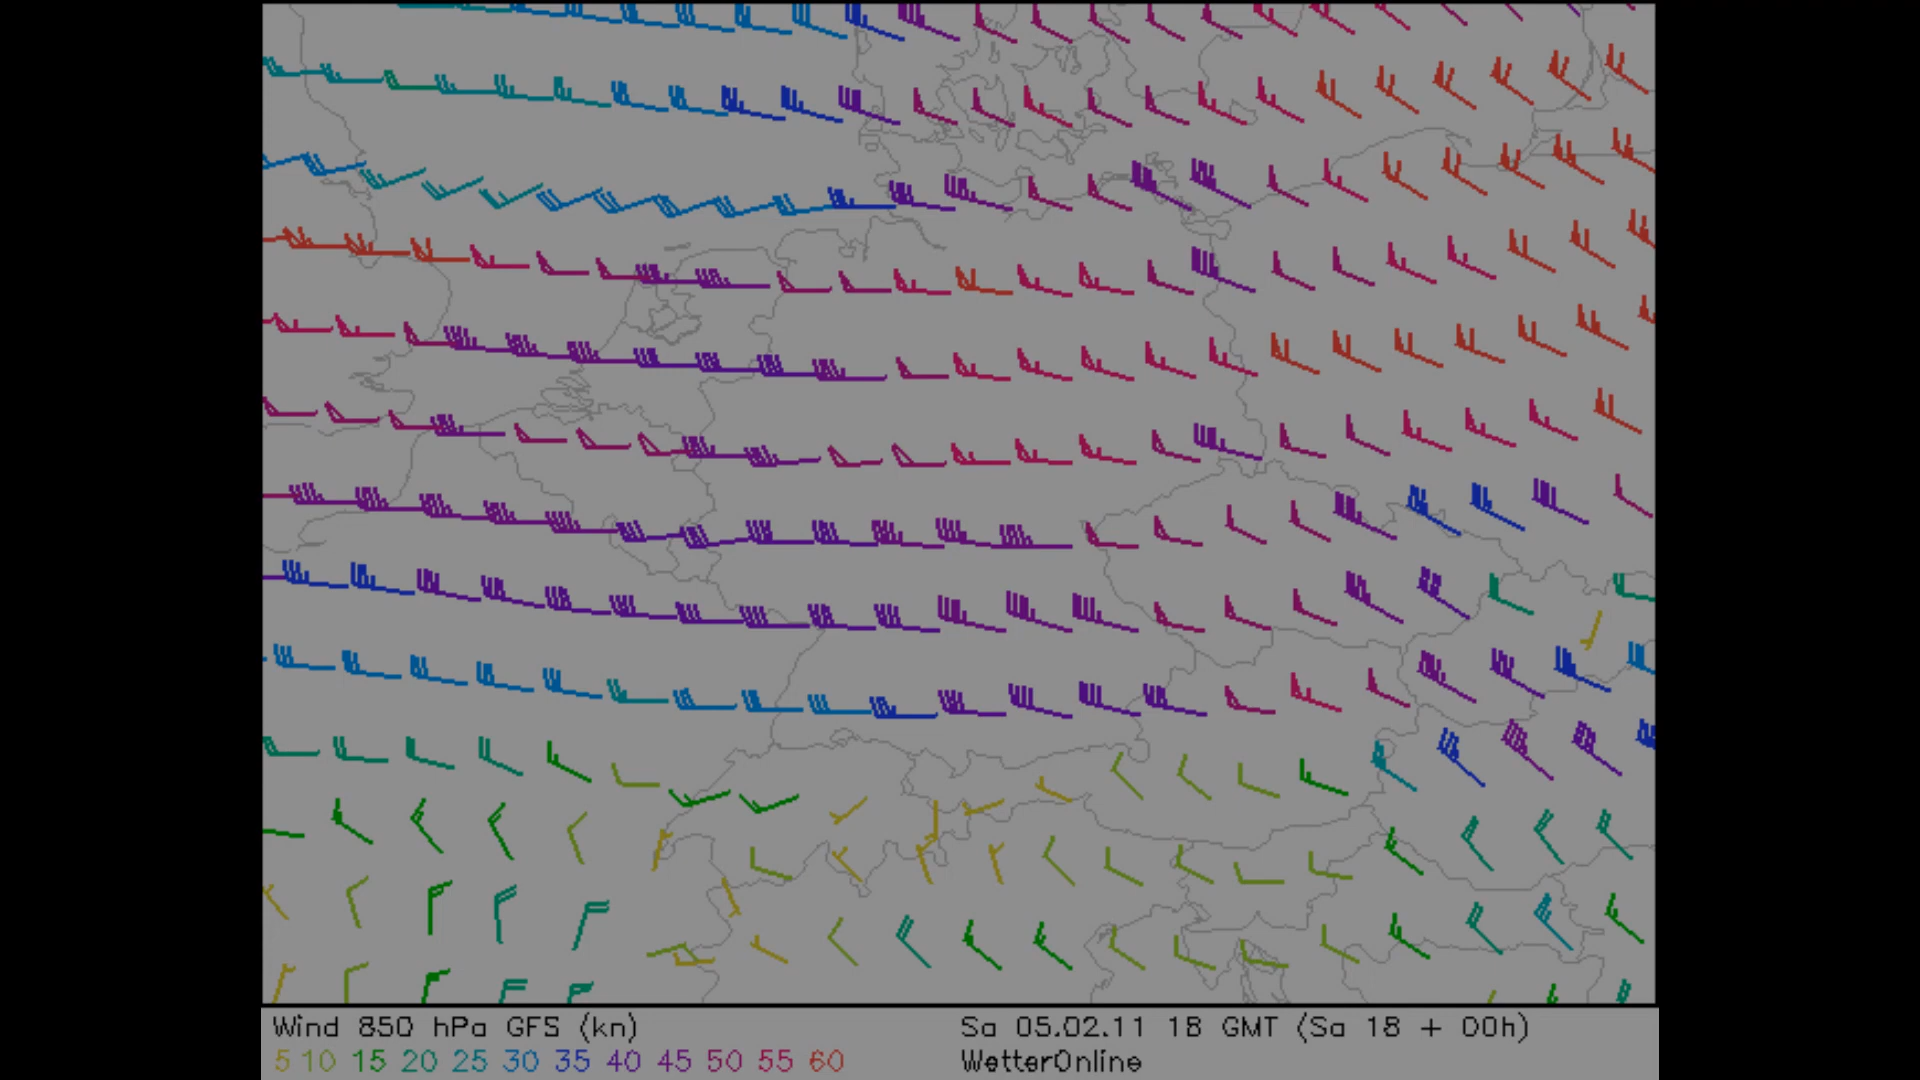 Wind 850 hPa GFS (kn)
Sa 05.02.11 18 GMT (Sa 18 + 00h)
5 10 15 20 25 30 35 40 45 50 55 60
WetterOnline